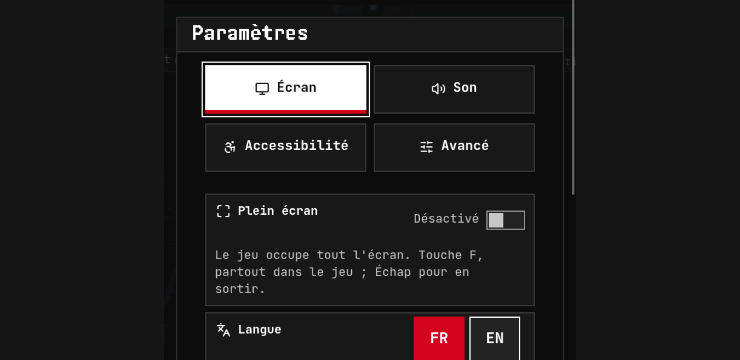 Paramètres
Écran
Son
Accessibilité
Avancé
Plein écran
Désactivé
Le jeu occupe tout l'écran. Touche F,
partout dans le jeu ; Échap pour en
sortir.
Langue
FR
EN